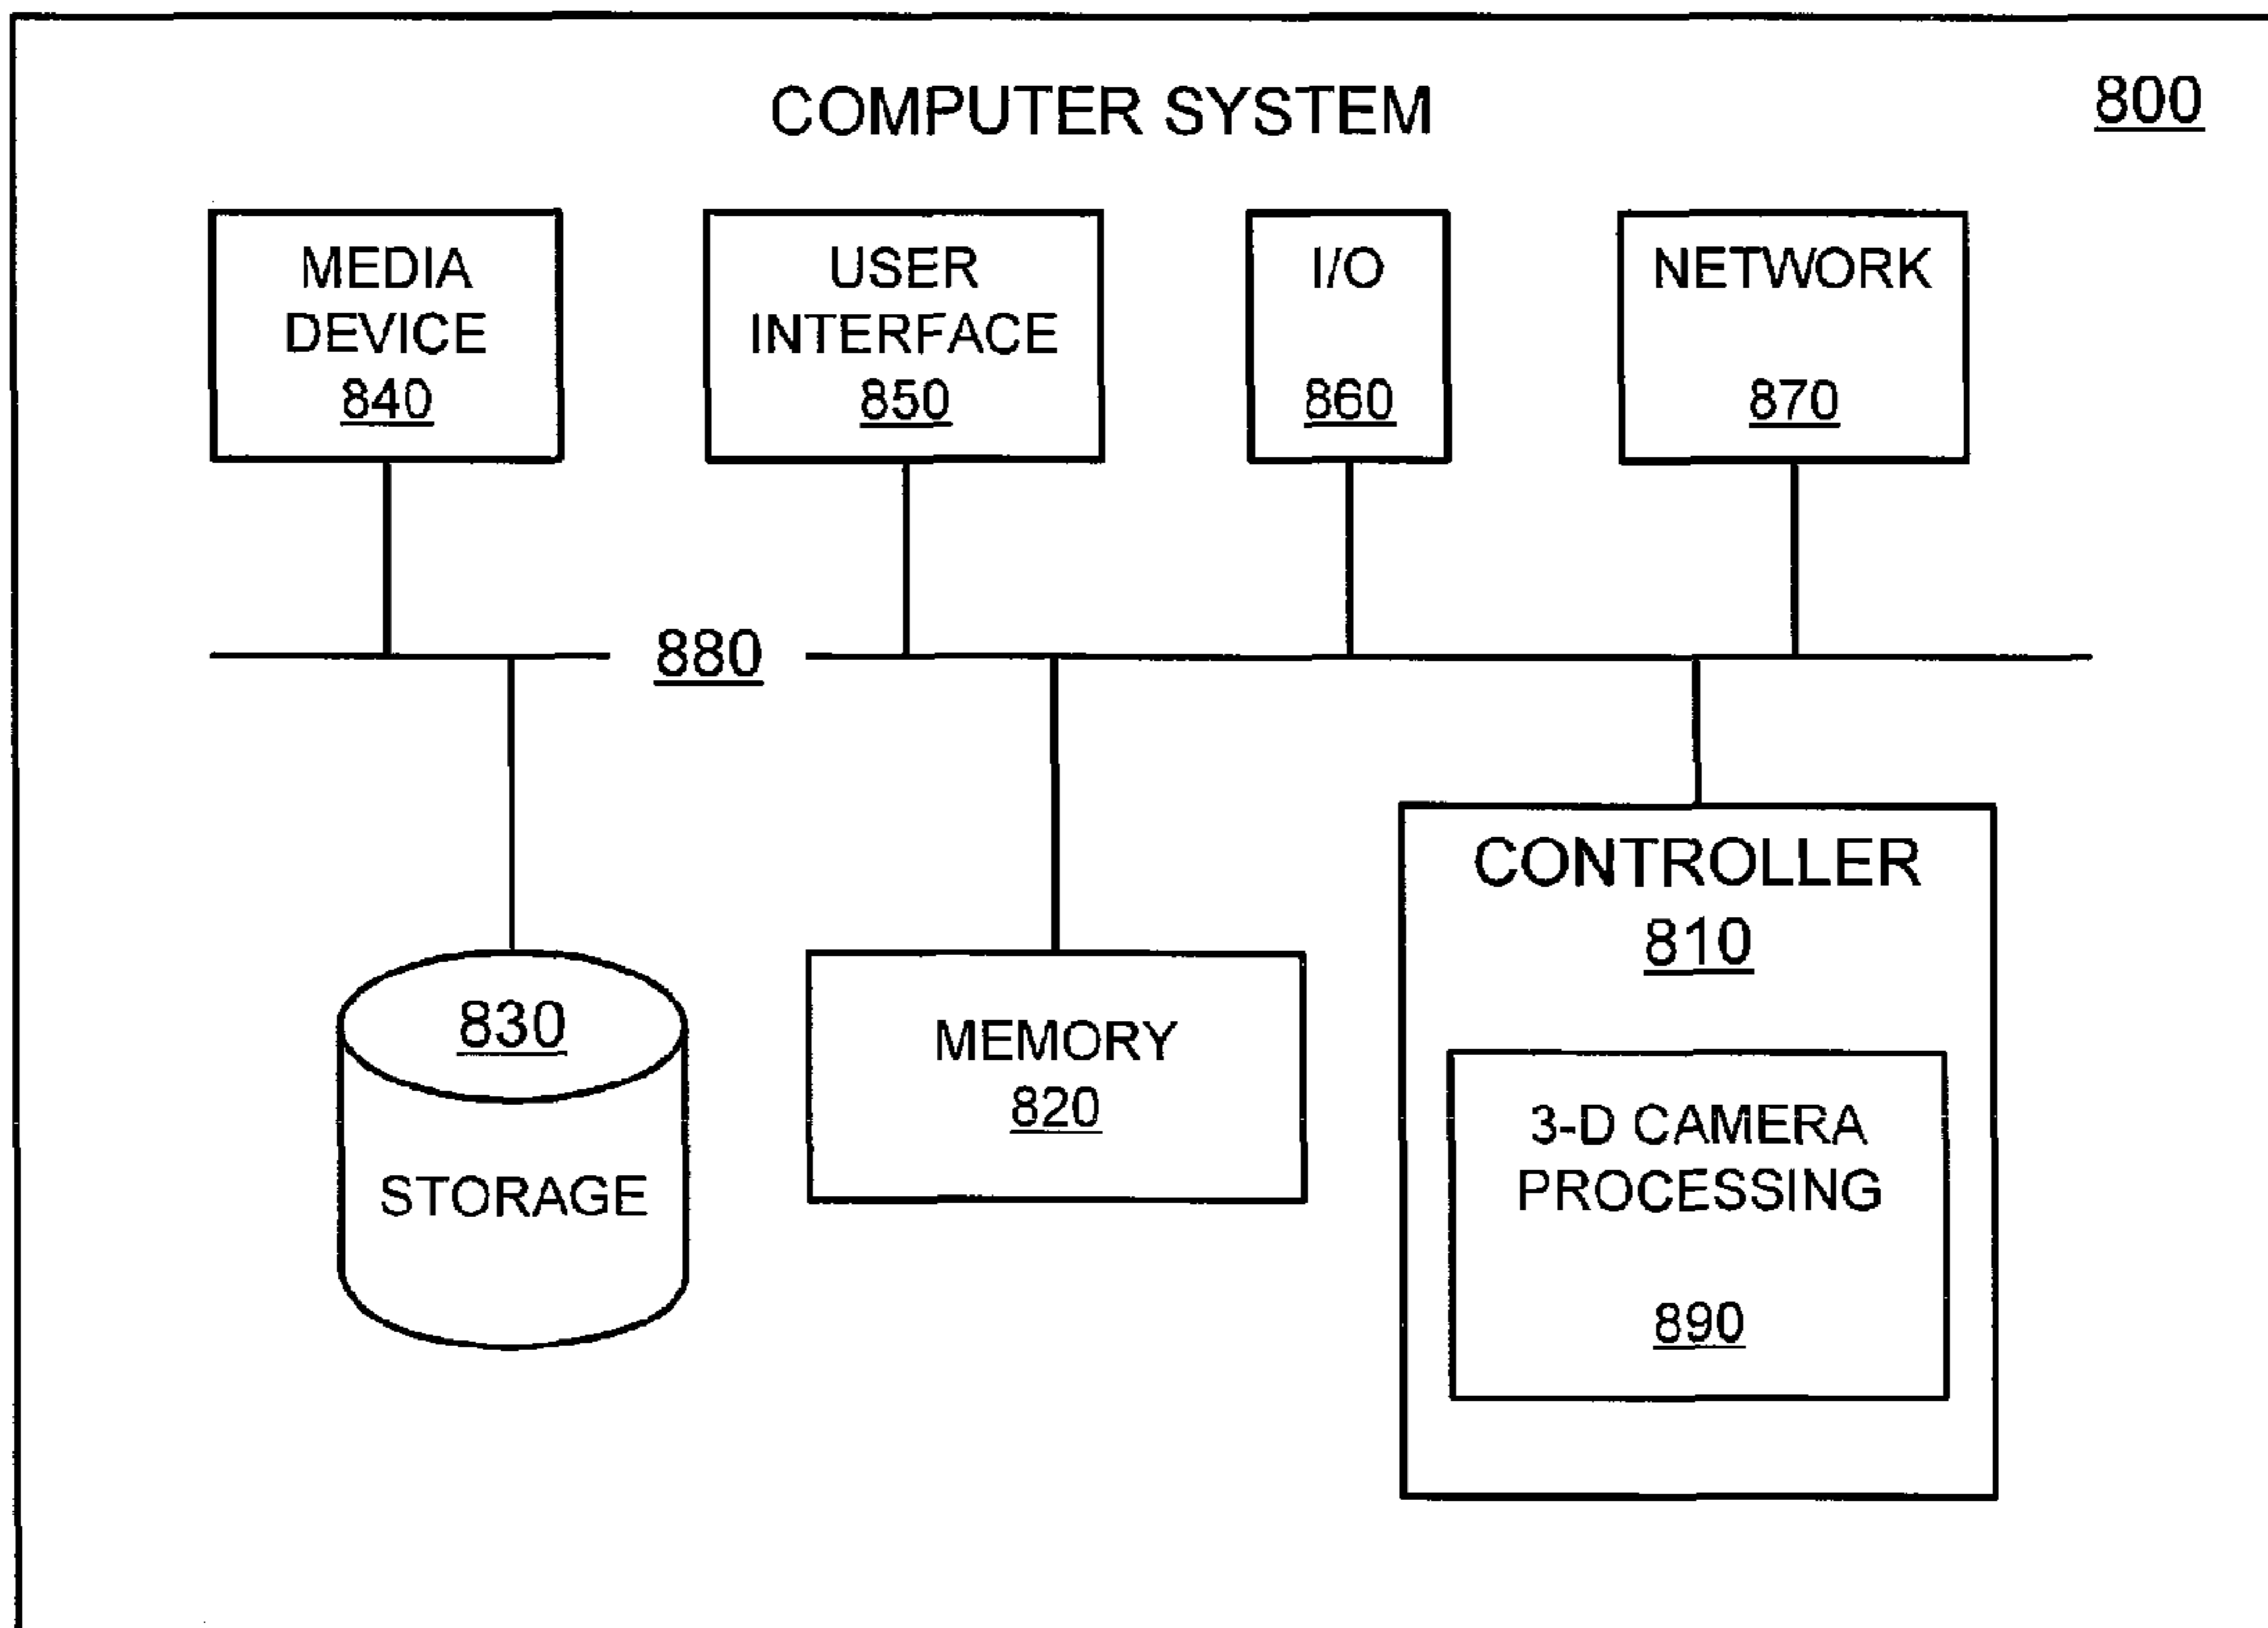 COMPUTER SYSTEM
800
MEDIA
DEVICE
840
USER
INTERFACE
850
I/O
860
NETWORK
870
880
830
STORAGE
MEMORY
820
CONTROLLER
810
3-D CAMERA
PROCESSING
890